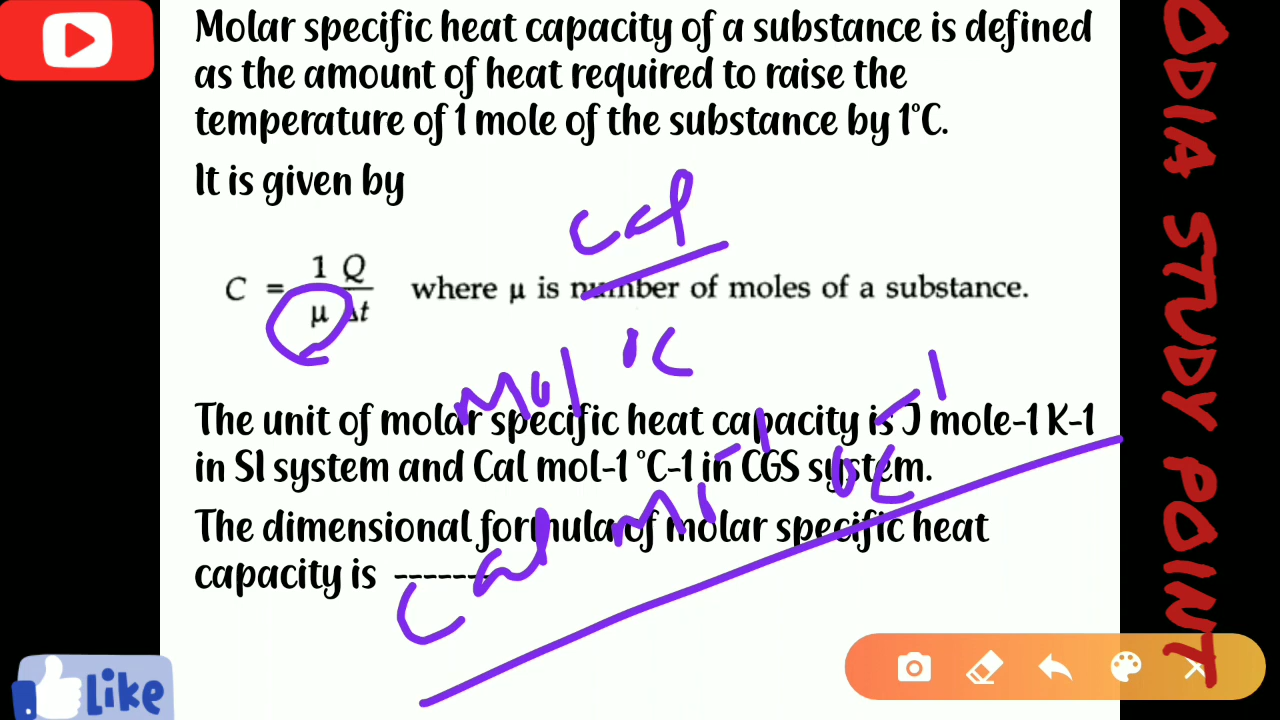 Molar specific heat capacity of a substance is defined
as the amount of heat required to raise the
temperature of 1 mole of the substance by 1°C.
It is given by
Cal
C = 1/μ Q/Δt where μ is number of moles of a substance.
Mol °C
The unit of molar specific heat capacity is J mole-1 K-1
in SI system and Cal mol-1 °C-1 in CGS system.
The dimensional formula of molar specific heat
capacity is -------
Cal Mo⁻¹ °C⁻¹
ODIA STUDY POINT
Like